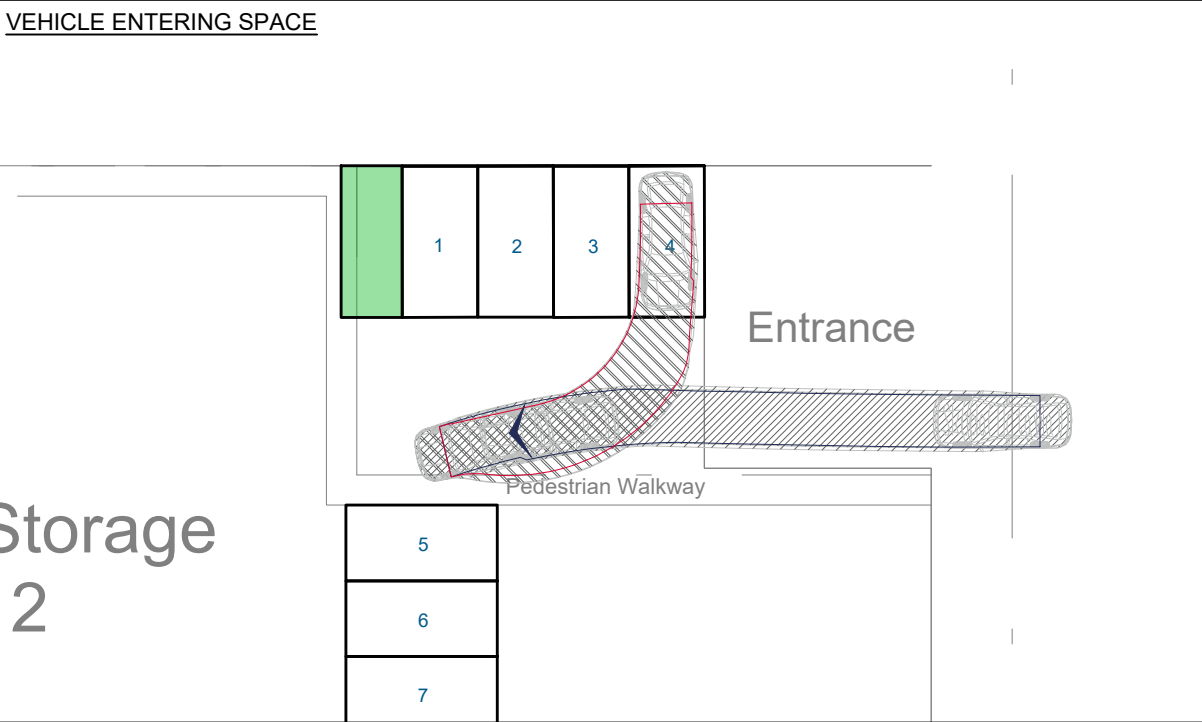 VEHICLE ENTERING SPACE
1
2
3
4
Entrance
Pedestrian Walkway
Storage
2
5
6
7